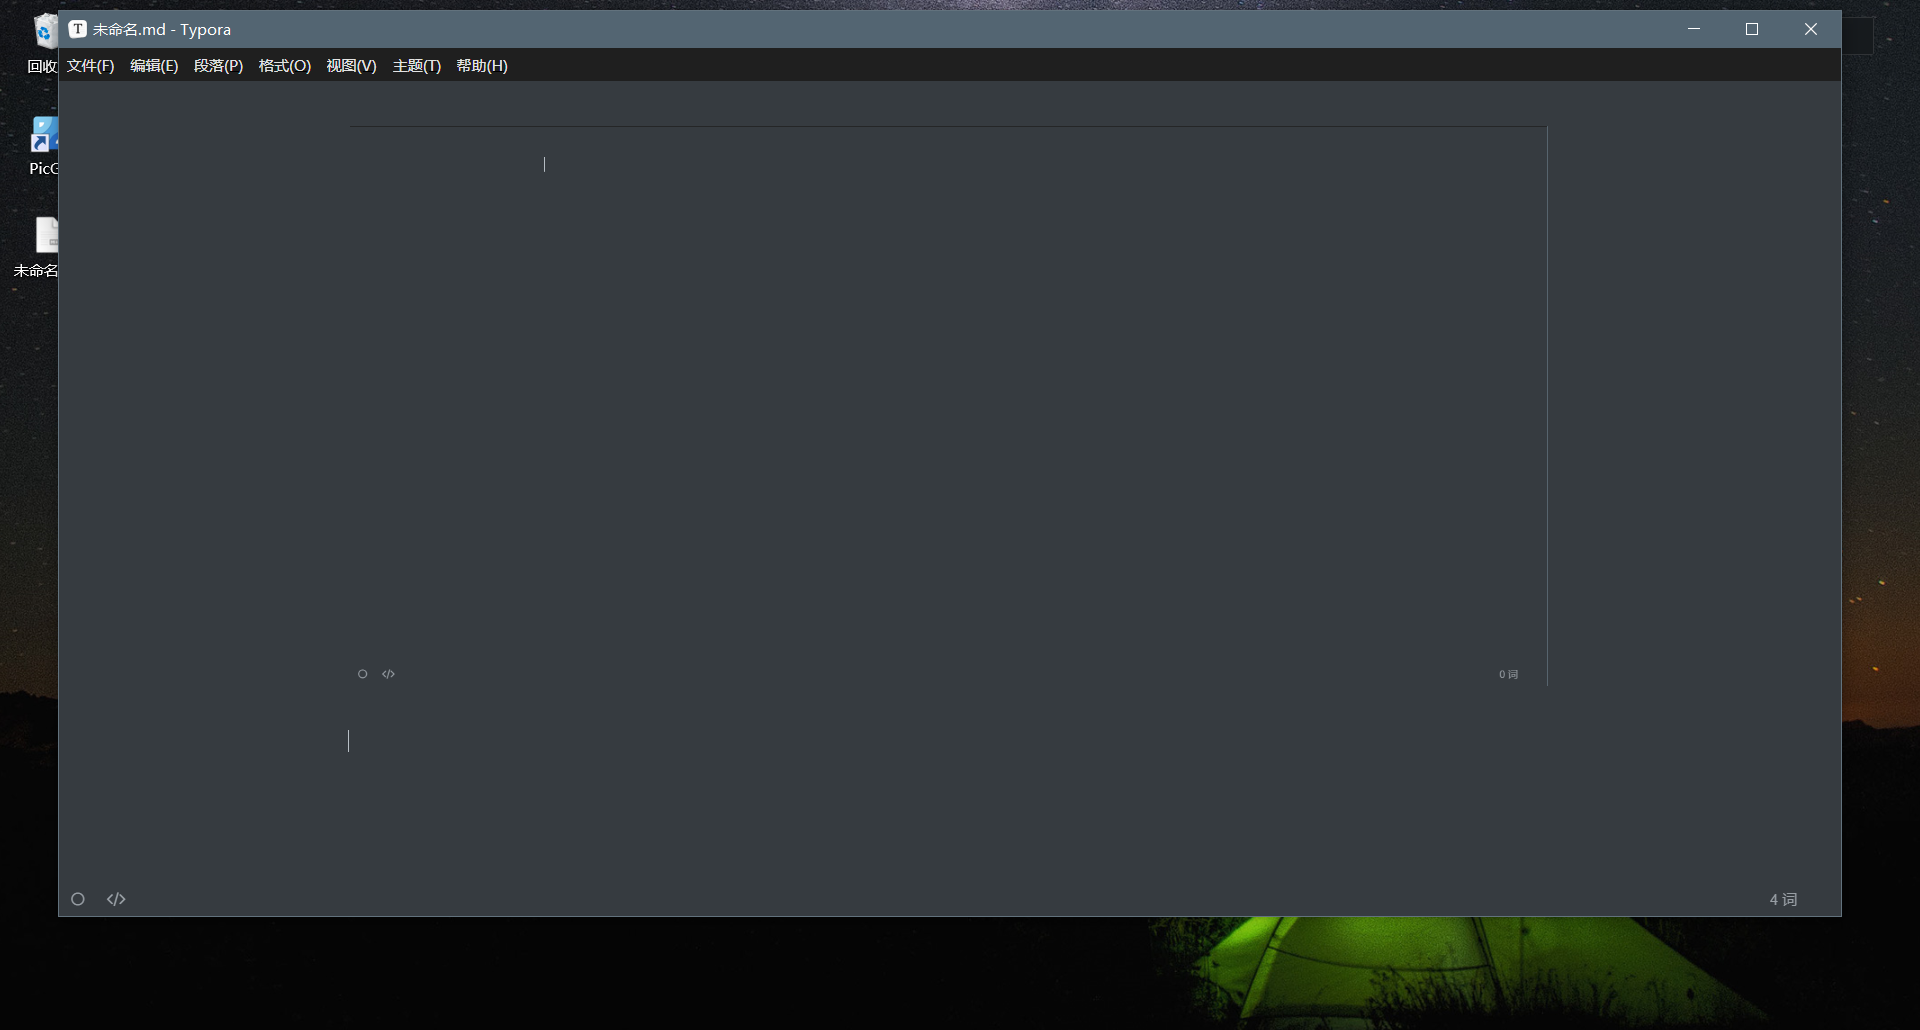 未命名.md - Typora
文件(F) 编辑(E) 段落(P) 格式(O) 视图(V) 主题(T) 帮助(H)
回收
PicG
未命名
0 词
4 词